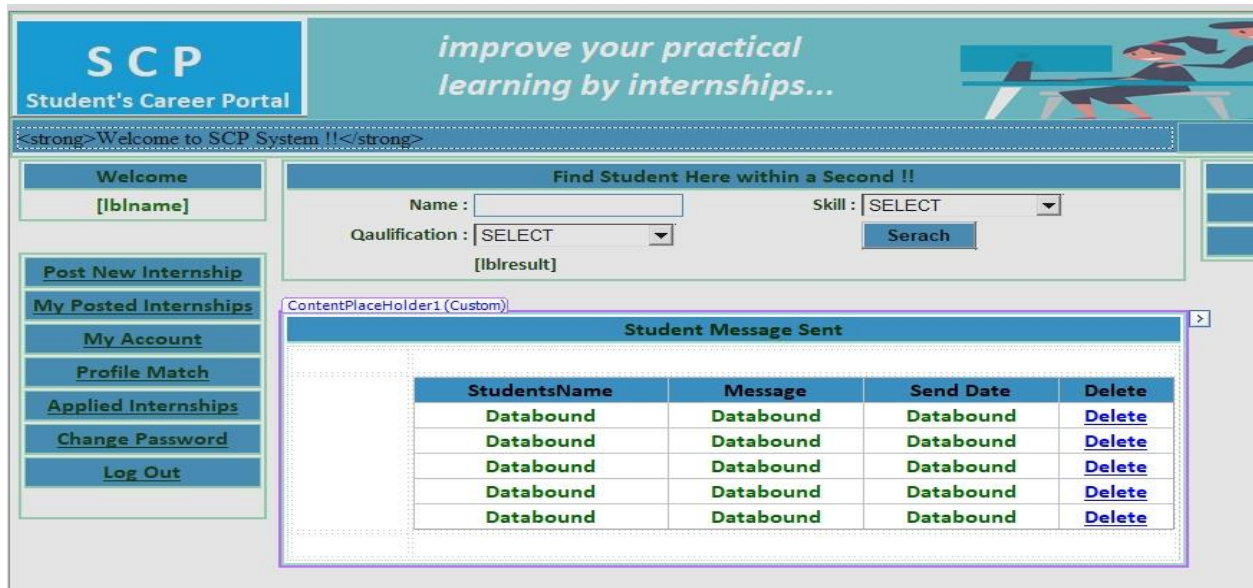 S C P
Student's Career Portal
improve your practical
learning by internships...
<strong>Welcome to SCP System !!</strong>
Welcome
[lblname]
Post New Internship
My Posted Internships
My Account
Profile Match
Applied Internships
Change Password
Log Out
Find Student Here within a Second !!
Name : Skill : SELECT
Qaulification : SELECT Serach
[lblresult]
ContentPlaceHolder1 (Custom)
Student Message Sent
StudentsName Message Send Date Delete
Databound Databound Databound Delete
Databound Databound Databound Delete
Databound Databound Databound Delete
Databound Databound Databound Delete
Databound Databound Databound Delete